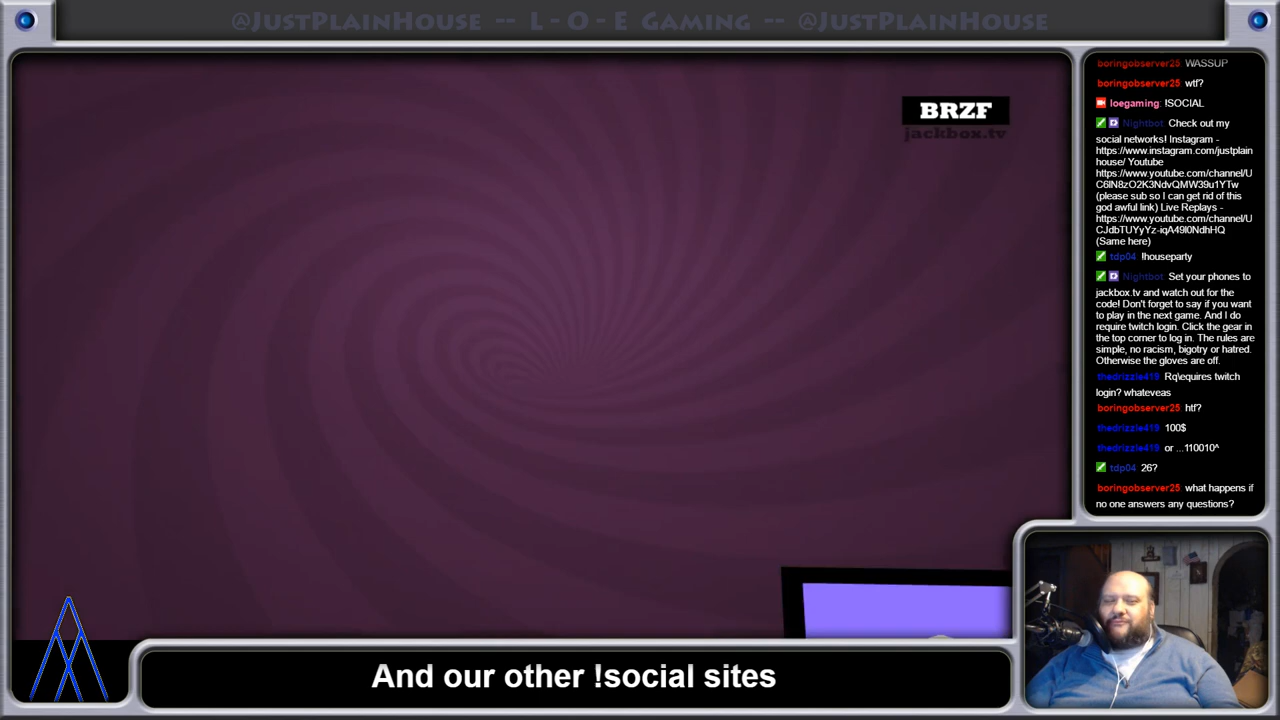 @JustPlainHouse -- L - O - E Gaming -- @JustPlainHouse
BRZF
jackbox.tv
boringobserver25 WASSUP
boringobserver25 wtf?
loegaming: !SOCIAL
Nightbot Check out my
social networks! Instagram -
https://www.instagram.com/justplain
house/ Youtube
https://www.youtube.com/channel/U
C6lN8zO2K3NdvQMW39u1YTw
(please sub so I can get rid of this
god awful link) Live Replays -
https://www.youtube.com/channel/U
CJdbTUYyYz-iqA49l0NdhHQ
(Same here)
tdp04 !houseparty
Nightbot Set your phones to
jackbox.tv and watch out for the
code! Don't forget to say if you want
to play in the next game. And I do
require twitch login. Click the gear in
the top corner to log in. The rules are
simple, no racism, bigotry or hatred.
Otherwise the gloves are off.
thedrizzle419 Rq\equires twitch
login? whateveas
boringobserver25 htf?
thedrizzle419 100$
thedrizzle419 or ...110010^
tdp04 26?
boringobserver25 what happens if
no one answers any questions?
And our other !social sites